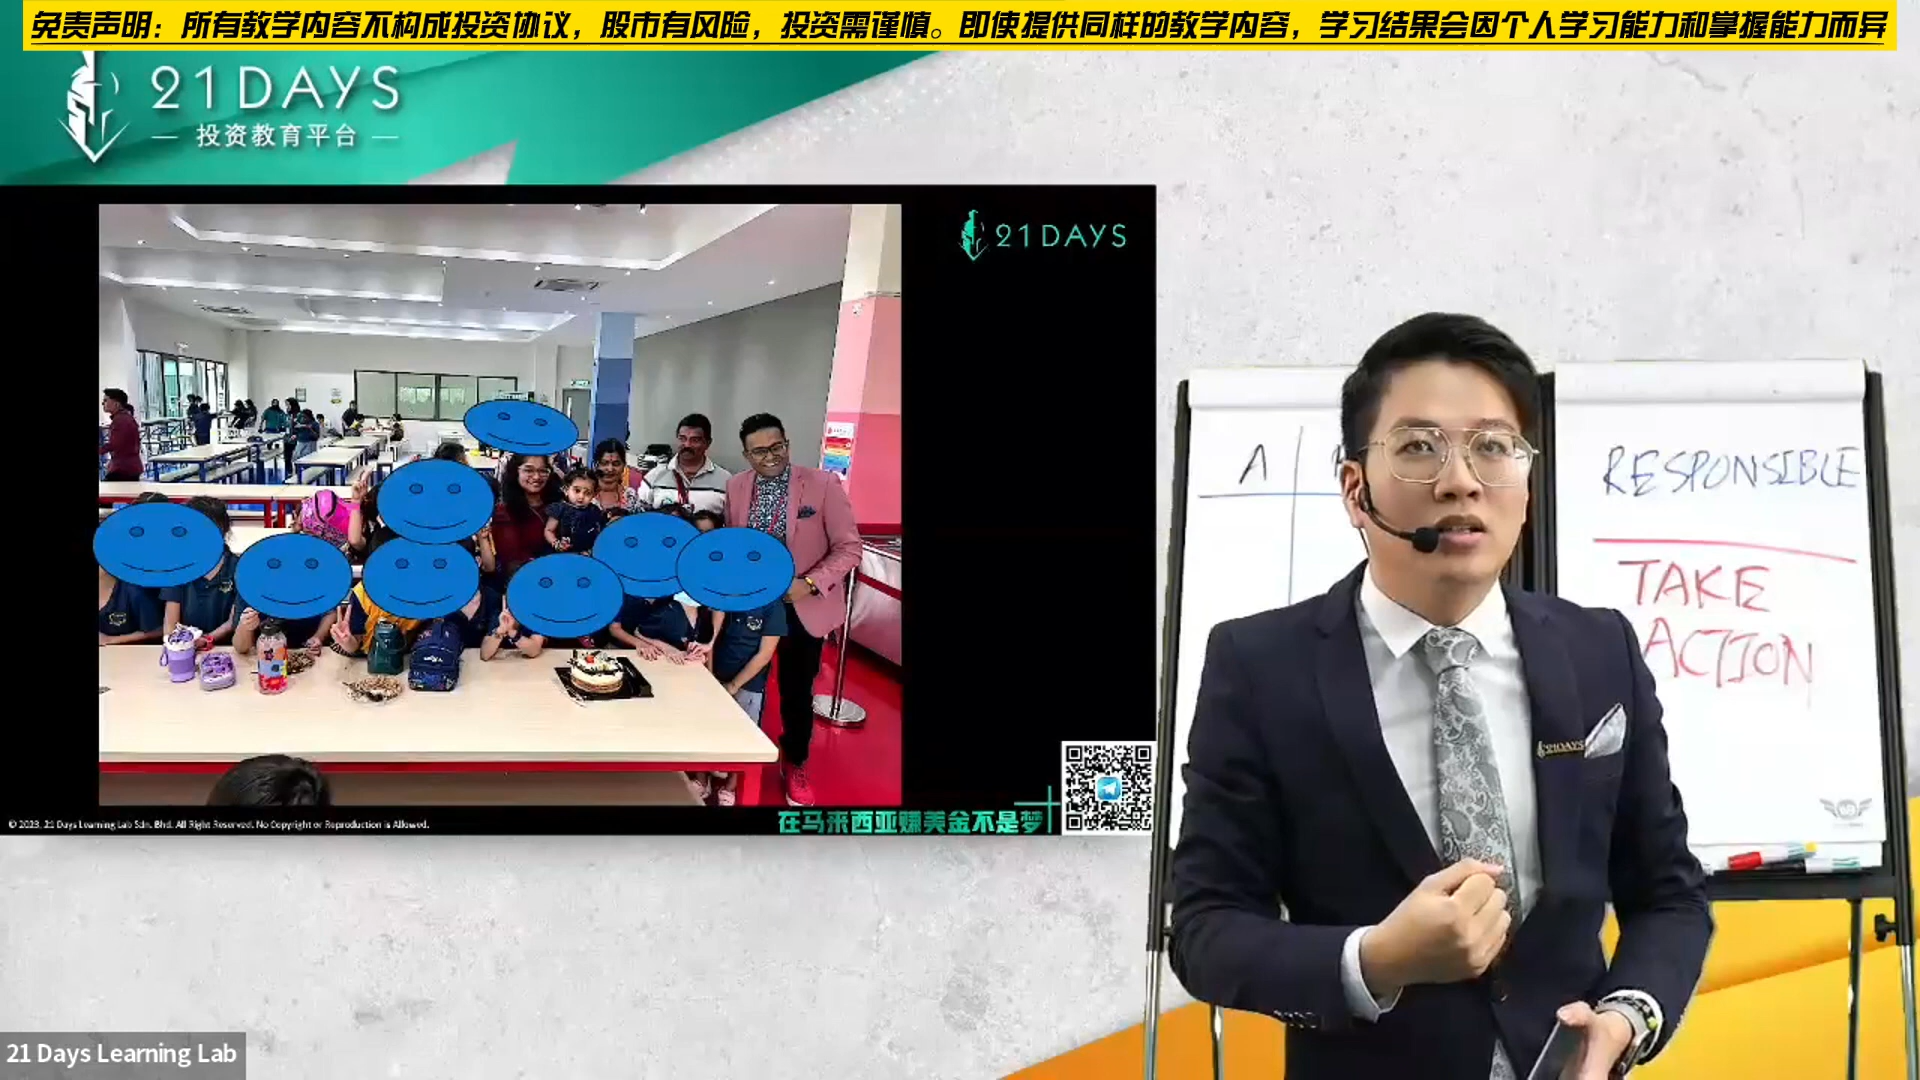 免责声明：所有教学内容不构成投资协议，股市有风险，投资需谨慎。即使提供同样的教学内容，学习结果会因个人学习能力和掌握能力而异
21DAYS
投资教育平台
21DAYS
A
RESPONSIBLE
TAKE
ACTION
21DAYS
在马来西亚赚美金不是梦
© 2023, 21 Days Learning Lab Sdn. Bhd. All Right Reserved. No Copyright or Reproduction is Allowed.
21 Days Learning Lab